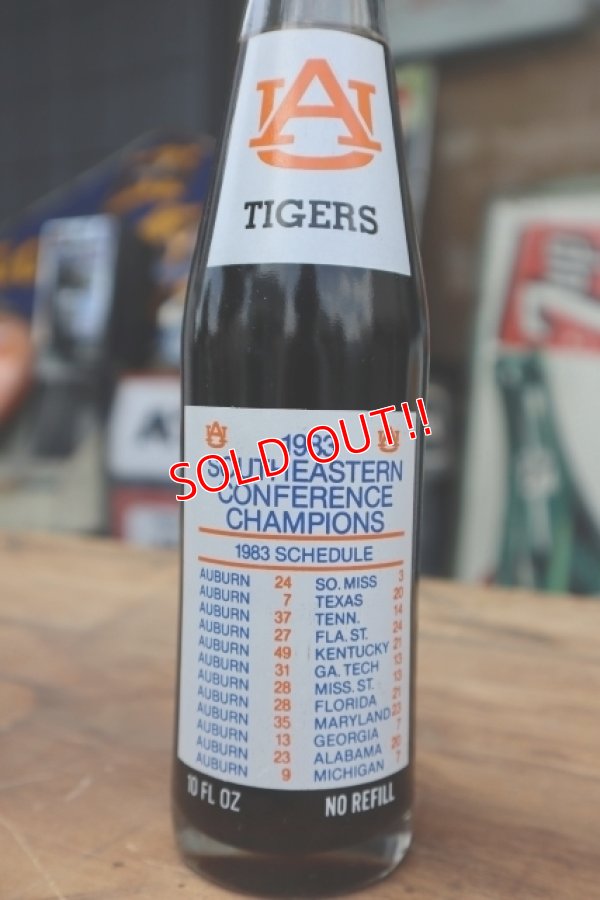 AU
TIGERS
AU 1983 AU
SOLD OUT!!
SOUTHEASTERN
CONFERENCE
CHAMPIONS
1983 SCHEDULE
AUBURN 24 SO. MISS 3
AUBURN 7 TEXAS 20
AUBURN 37 TENN. 14
AUBURN 27 FLA. ST. 24
AUBURN 49 KENTUCKY 21
AUBURN 31 GA. TECH 13
AUBURN 28 MISS. ST. 13
AUBURN 28 FLORIDA 21
AUBURN 35 MARYLAND 23
AUBURN 13 GEORGIA 7
AUBURN 23 ALABAMA 20
AUBURN 9 MICHIGAN 7
10 FL OZ NO REFILL